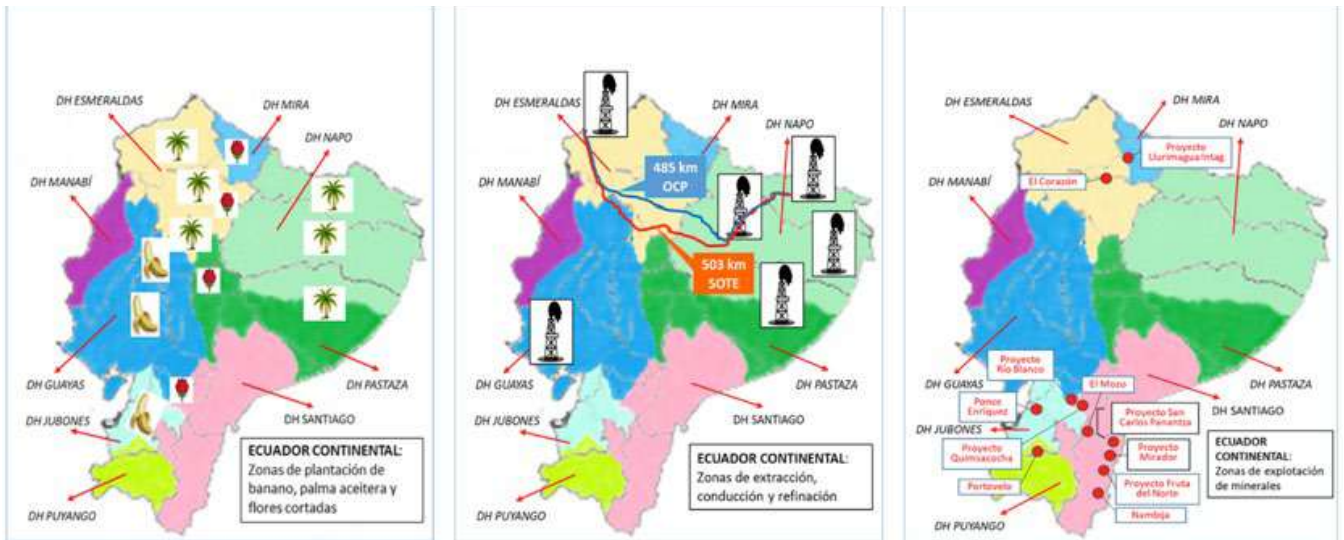 DH ESMERALDAS
DH MIRA
DH NAPO
DH MANABÍ
DH GUAYAS
DH PASTAZA
DH JUBONES
DH SANTIAGO
DH PUYANGO
ECUADOR CONTINENTAL:
Zonas de plantación de
banano, palma aceitera y
flores cortadas
DH ESMERALDAS
DH MIRA
DH NAPO
485 km
OCP
DH MANABÍ
503 km
SOTE
DH GUAYAS
DH PASTAZA
DH JUBONES
DH SANTIAGO
ECUADOR CONTINENTAL:
Zonas de extracción,
conducción y refinación
DH PUYANGO
DH ESMERALDAS
DH MIRA
DH NAPO
Proyecto
Llurimagua/Intag
El Corazón
DH MANABÍ
Proyecto
Río Blanco
El Mozo
DH GUAYAS
DH PASTAZA
Ponce
Enríquez
DH SANTIAGO
Proyecto San
Carlos Panantza
DH JUBONES
Proyecto
Quimsacocha
Proyecto
Mirador
ECUADOR
CONTINENTAL:
Zonas de explotación
de minerales
Portovelo
Proyecto Fruta
del Norte
Nambija
DH PUYANGO